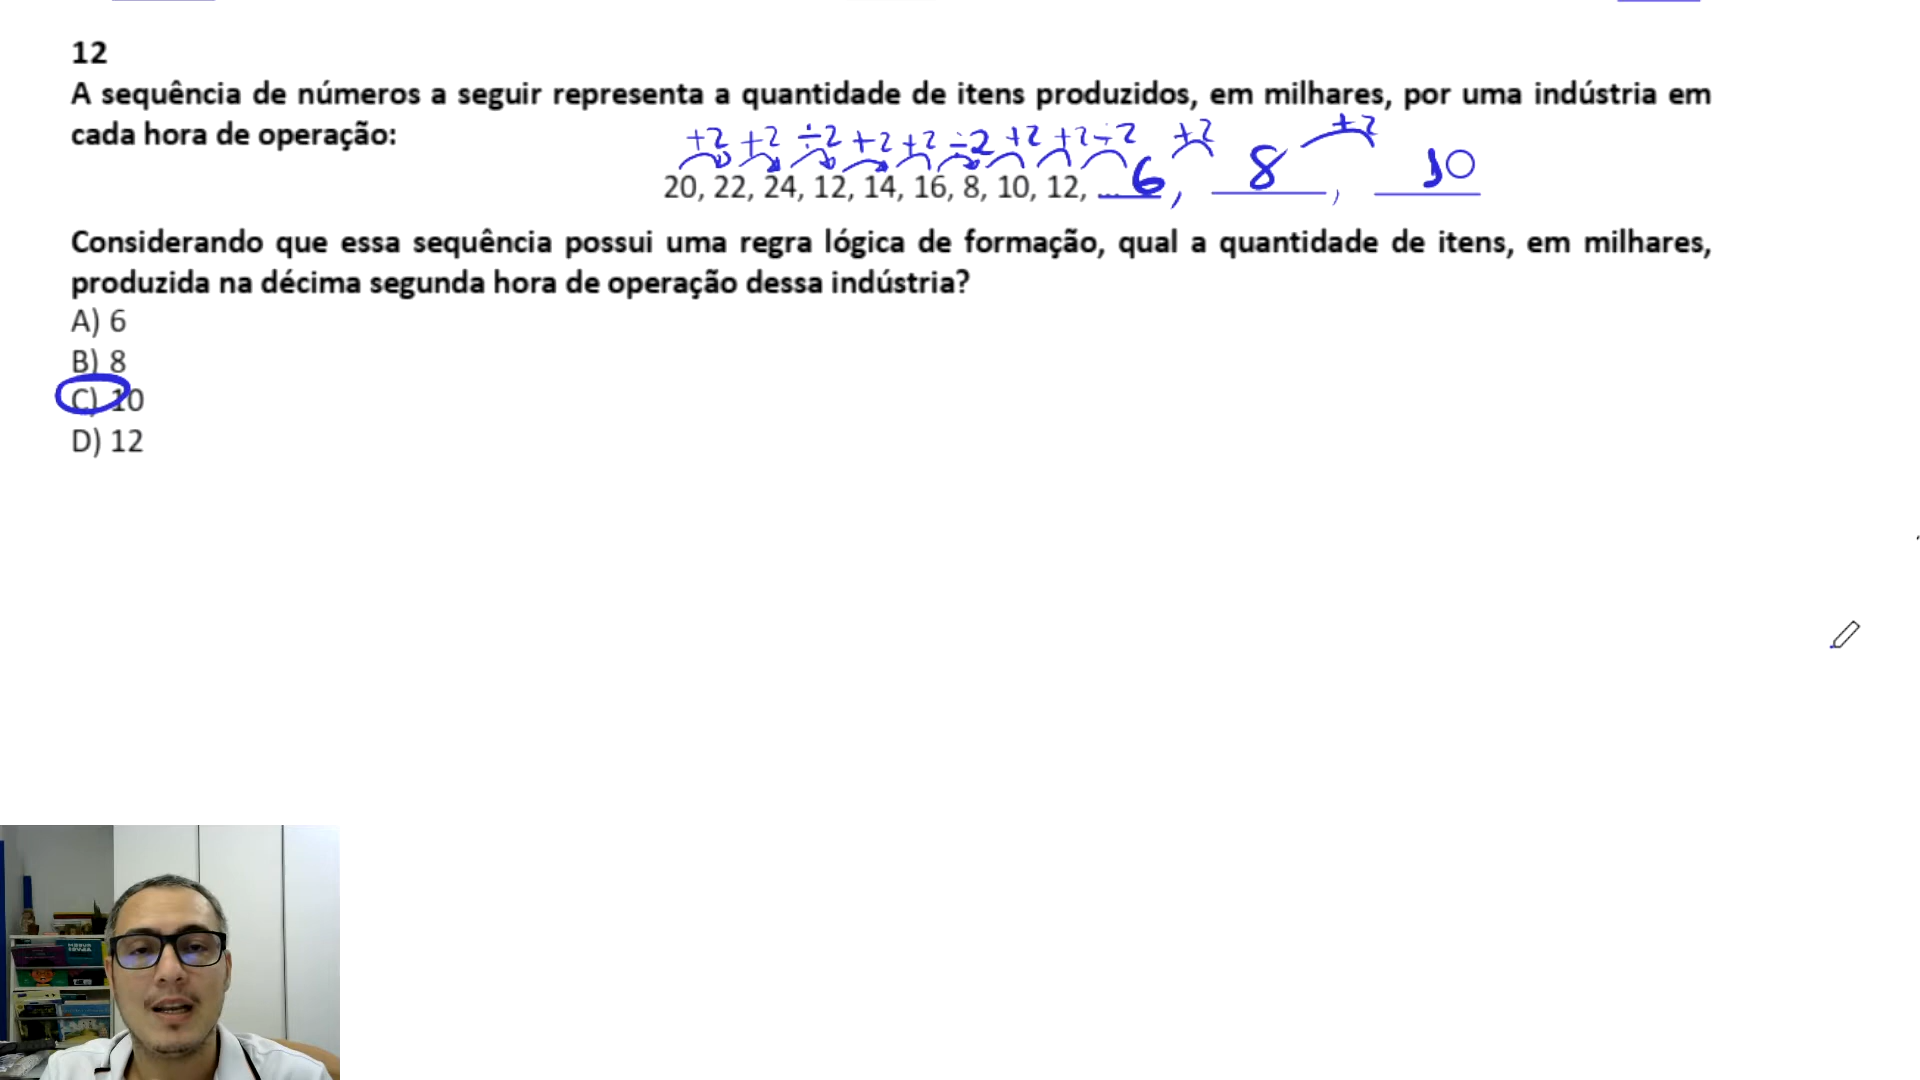 12
A sequência de números a seguir representa a quantidade de itens produzidos, em milhares, por uma indústria em
cada hora de operação:
+2 +2 ÷2 +2 +2 ÷2 +2 +2 ÷2 +2 +2
20, 22, 24, 12, 14, 16, 8, 10, 12, ... 6, 8, 10
Considerando que essa sequência possui uma regra lógica de formação, qual a quantidade de itens, em milhares,
produzida na décima segunda hora de operação dessa indústria?
A) 6
B) 8
C) 10
D) 12